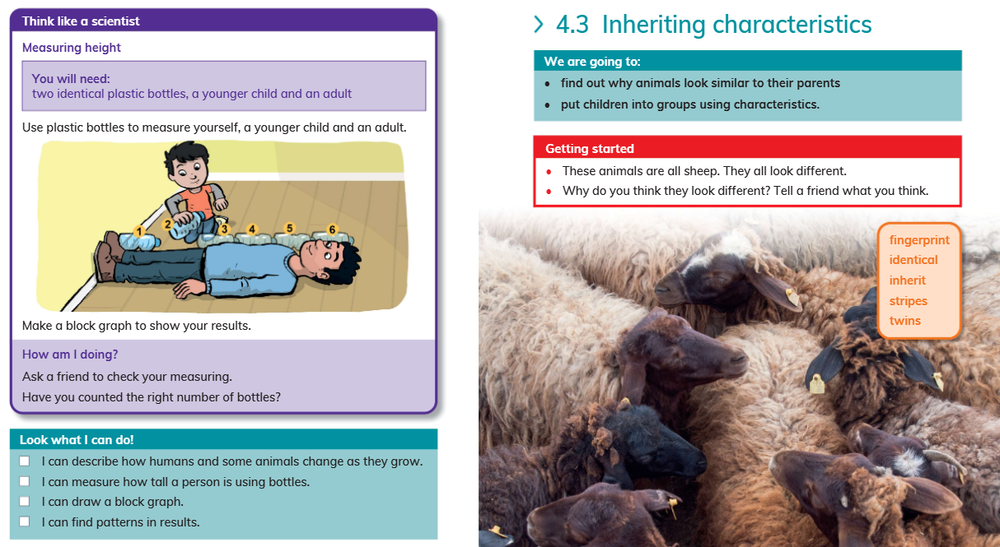 Think like a scientist
Measuring height
You will need:
two identical plastic bottles, a younger child and an adult
Use plastic bottles to measure yourself, a younger child and an adult.
1
2
3
4
5
6
Make a block graph to show your results.
How am I doing?
Ask a friend to check your measuring.
Have you counted the right number of bottles?
Look what I can do!
I can describe how humans and some animals change as they grow.
I can measure how tall a person is using bottles.
I can draw a block graph.
I can find patterns in results.
4.3 Inheriting characteristics
We are going to:
• find out why animals look similar to their parents
• put children into groups using characteristics.
Getting started
• These animals are all sheep. They all look different.
• Why do you think they look different? Tell a friend what you think.
fingerprint
identical
inherit
stripes
twins